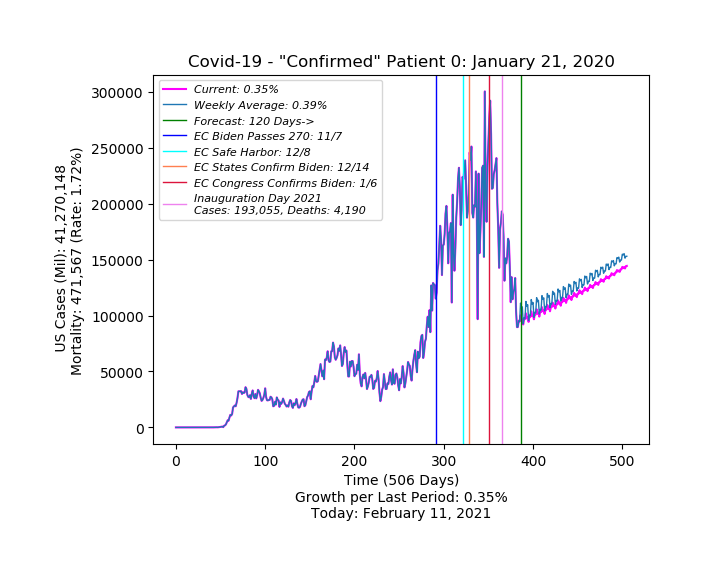 Covid-19 - "Confirmed" Patient 0: January 21, 2020
Current: 0.35%
Weekly Average: 0.39%
Forecast: 120 Days->
EC Biden Passes 270: 11/7
EC Safe Harbor: 12/8
EC States Confirm Biden: 12/14
EC Congress Confirms Biden: 1/6
Inauguration Day 2021
Cases: 193,055, Deaths: 4,190
US Cases (Mil): 41,270,148
Mortality: 471,567 (Rate: 1.72%)
300000
250000
200000
150000
100000
50000
0
0 100 200 300 400 500
Time (506 Days)
Growth per Last Period: 0.35%
Today: February 11, 2021